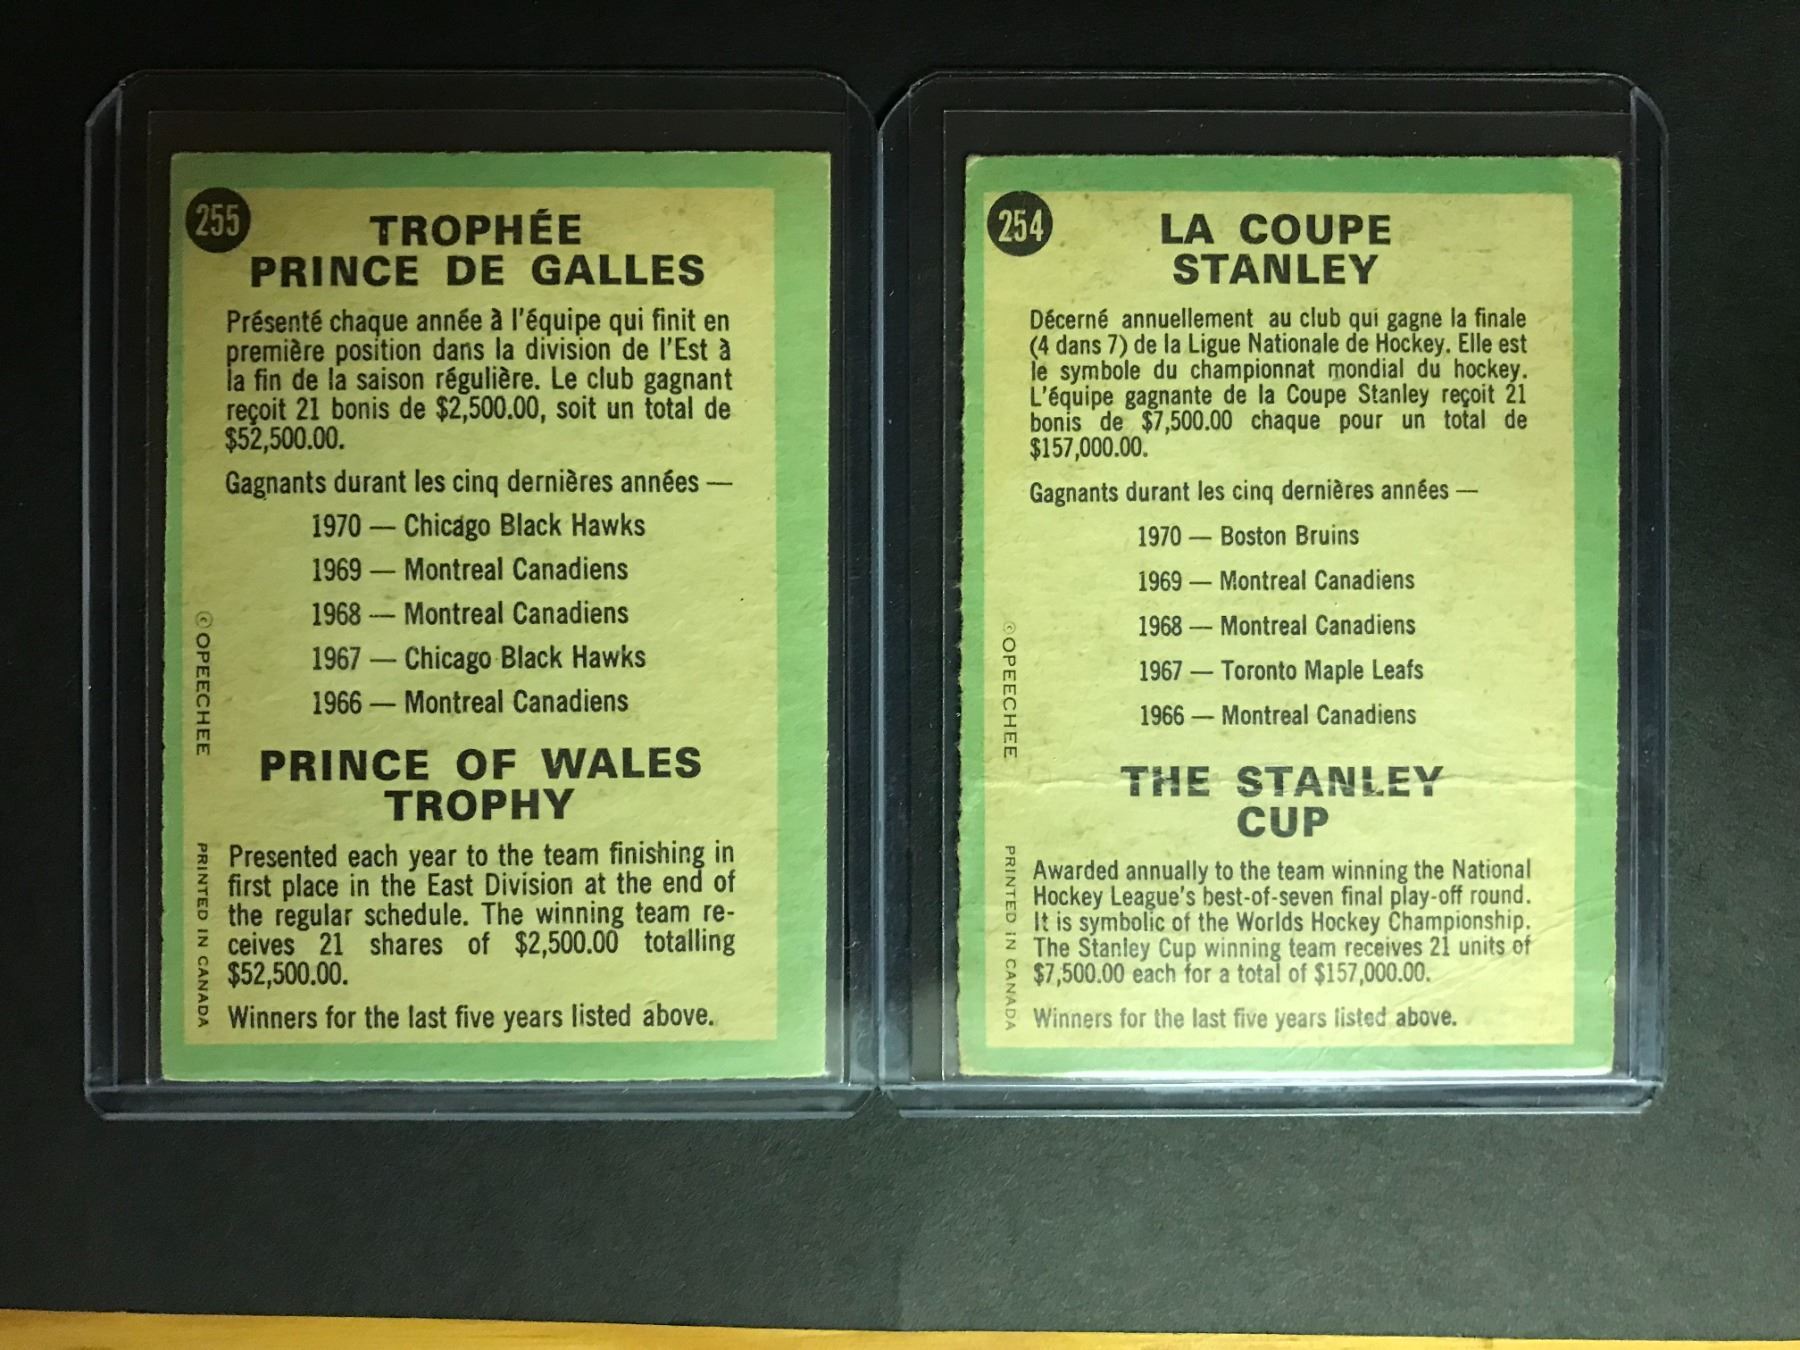 255
TROPHÉE
PRINCE DE GALLES
Présenté chaque année à l'équipe qui finit en
première position dans la division de l'Est à
la fin de la saison régulière. Le club gagnant
reçoit 21 bonis de $2,500.00, soit un total de
$52,500.00.
Gagnants durant les cinq dernières années —
1970 — Chicago Black Hawks
1969 — Montreal Canadiens
1968 — Montreal Canadiens
1967 — Chicago Black Hawks
1966 — Montreal Canadiens
PRINCE OF WALES
TROPHY
Presented each year to the team finishing in
first place in the East Division at the end of
the regular schedule. The winning team re-
ceives 21 shares of $2,500.00 totalling
$52,500.00.
Winners for the last five years listed above.
© OPEECHEE
PRINTED IN CANADA
254
LA COUPE
STANLEY
Décerné annuellement au club qui gagne la finale
(4 dans 7) de la Ligue Nationale de Hockey. Elle est
le symbole du championnat mondial du hockey.
L'équipe gagnante de la Coupe Stanley reçoit 21
bonis de $7,500.00 chaque pour un total de
$157,000.00.
Gagnants durant les cinq dernières années —
1970 — Boston Bruins
1969 — Montreal Canadiens
1968 — Montreal Canadiens
1967 — Toronto Maple Leafs
1966 — Montreal Canadiens
THE STANLEY
CUP
Awarded annually to the team winning the National
Hockey League's best-of-seven final play-off round.
It is symbolic of the Worlds Hockey Championship.
The Stanley Cup winning team receives 21 units of
$7,500.00 each for a total of $157,000.00.
Winners for the last five years listed above.
© OPEECHEE
PRINTED IN CANADA